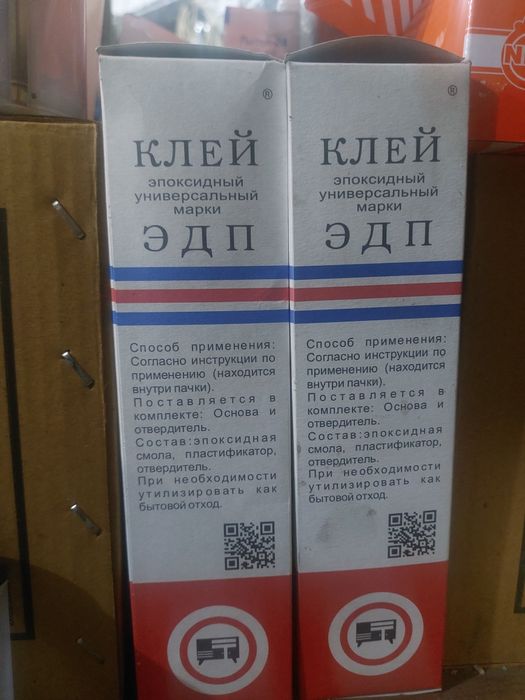 ®
КЛЕЙ
эпоксидный
универсальный
марки
ЭДП
Способ применения:
Согласно инструкции по
применению (находится
внутри пачки).
Поставляется в
комплекте: Основа и
отвердитель.
Состав:эпоксидная
смола, пластификатор,
отвердитель.
При необходимости
утилизировать как
бытовой отход.
®
КЛЕЙ
эпоксидный
универсальный
марки
ЭДП
Способ применения:
Согласно инструкции по
применению (находится
внутри пачки).
Поставляется в
комплекте: Основа и
отвердитель.
Состав:эпоксидная
смола, пластификатор,
отвердитель.
При необходимости
утилизировать как
бытовой отход.